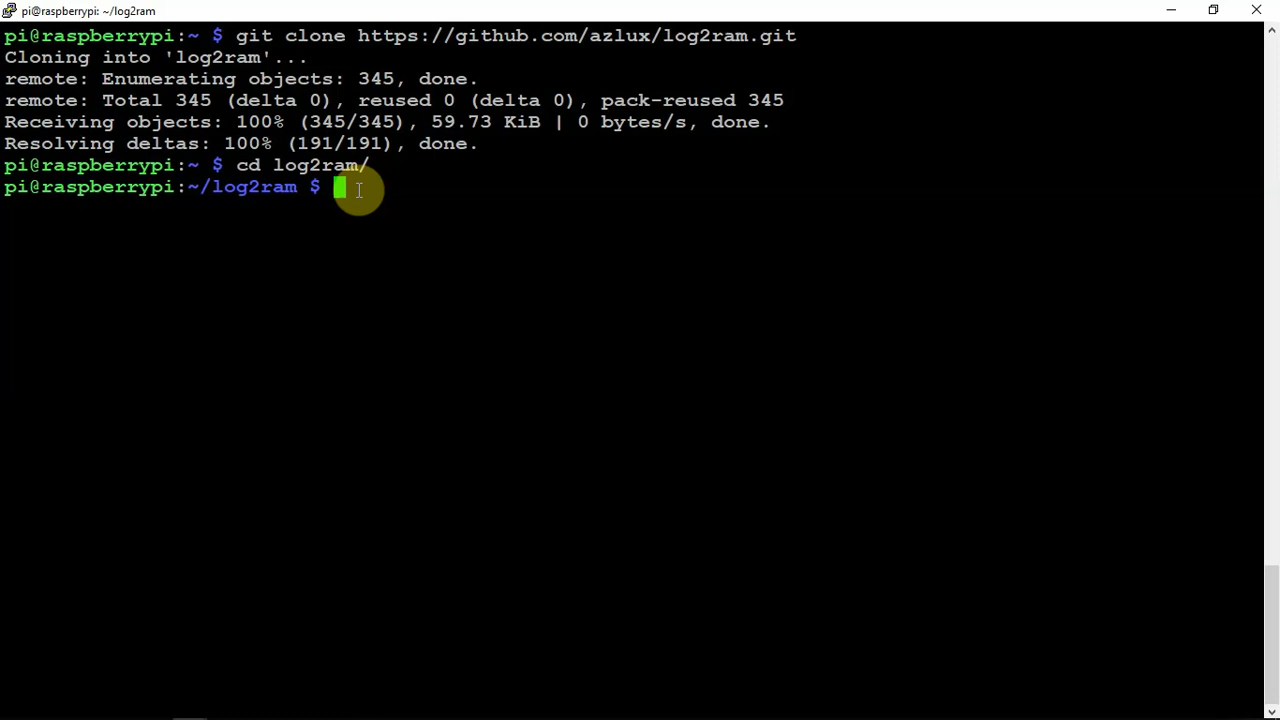 pi@raspberrypi: ~/log2ram
pi@raspberrypi:~ $ git clone https://github.com/azlux/log2ram.git
Cloning into 'log2ram'...
remote: Enumerating objects: 345, done.
remote: Total 345 (delta 0), reused 0 (delta 0), pack-reused 345
Receiving objects: 100% (345/345), 59.73 KiB | 0 bytes/s, done.
Resolving deltas: 100% (191/191), done.
pi@raspberrypi:~ $ cd log2ram/
pi@raspberrypi:~/log2ram $